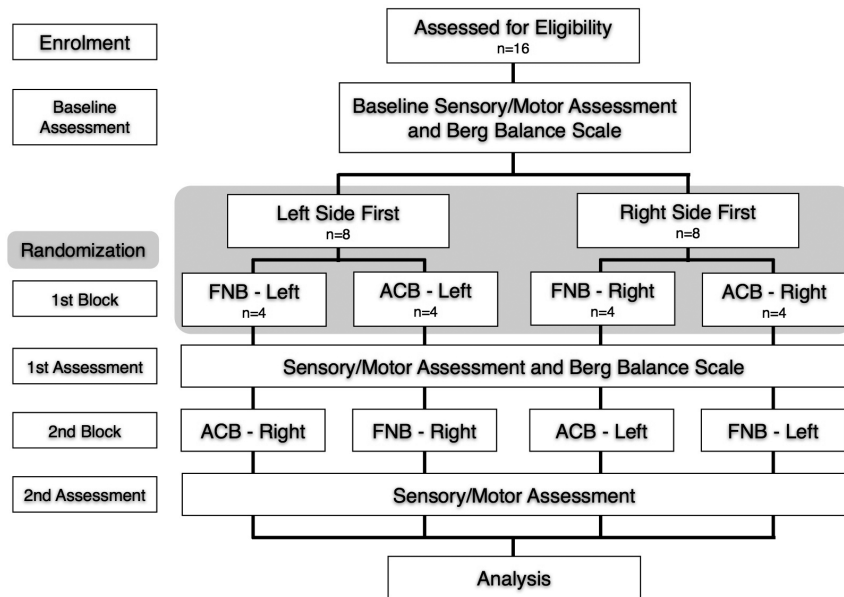 Enrolment
Assessed for Eligibility
n=16
Baseline
Assessment
Baseline Sensory/Motor Assessment
and Berg Balance Scale
Left Side First
n=8
Right Side First
n=8
Randomization
1st Block
FNB - Left
n=4
ACB - Left
n=4
FNB - Right
n=4
ACB - Right
n=4
1st Assessment
Sensory/Motor Assessment and Berg Balance Scale
2nd Block
ACB - Right
FNB - Right
ACB - Left
FNB - Left
2nd Assessment
Sensory/Motor Assessment
Analysis